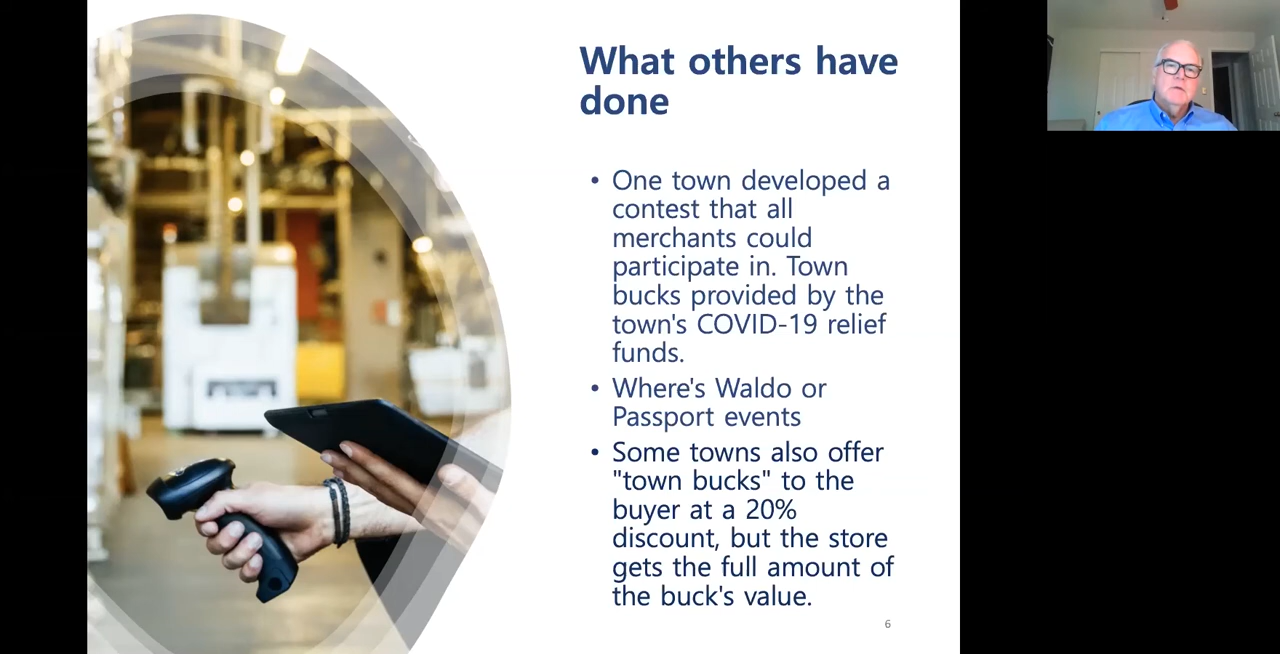 What others have
done
• One town developed a
contest that all
merchants could
participate in. Town
bucks provided by the
town's COVID-19 relief
funds.
• Where's Waldo or
Passport events
• Some towns also offer
"town bucks" to the
buyer at a 20%
discount, but the store
gets the full amount of
the buck's value.
6